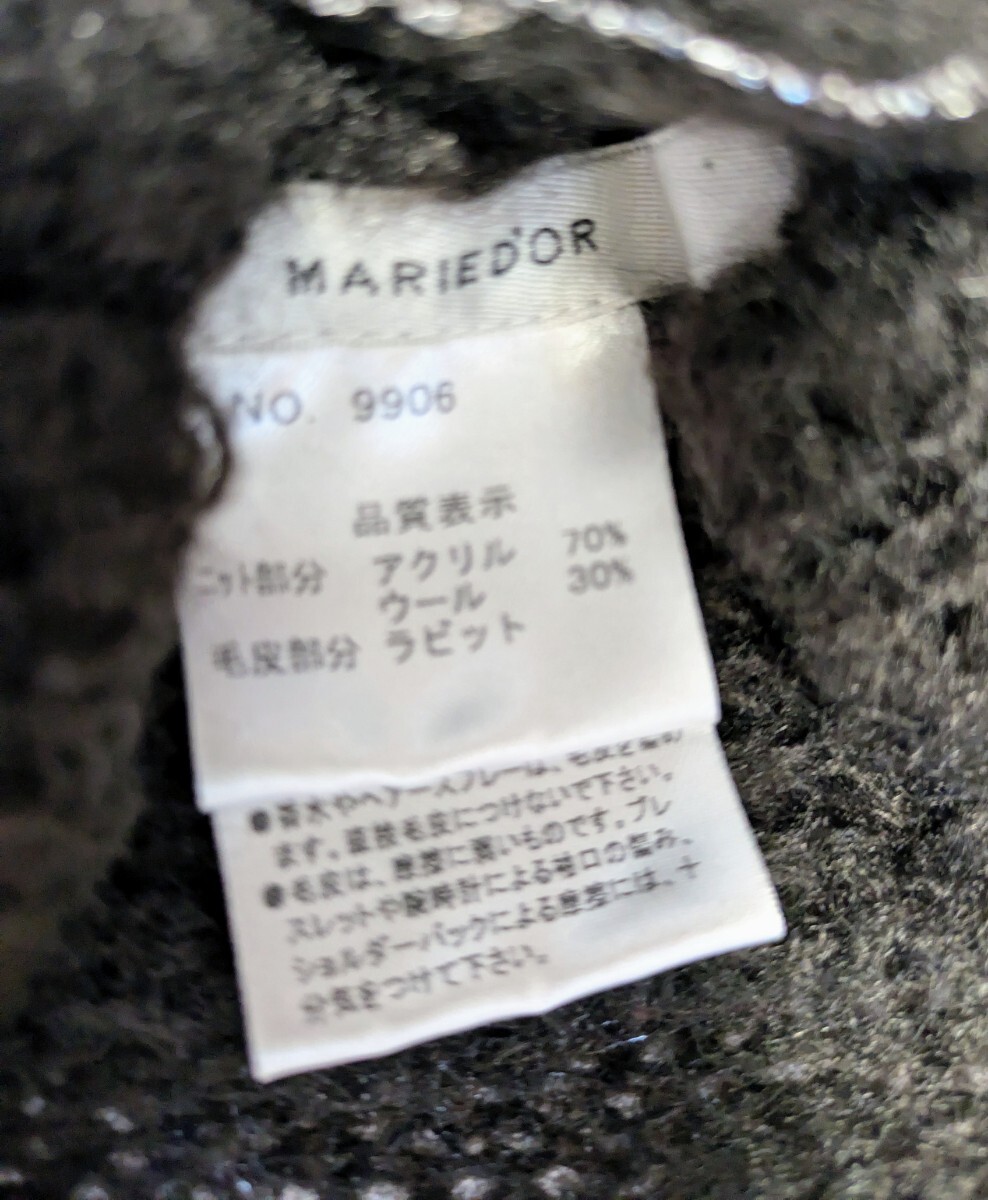 MARIED'OR
NO. 9906
品質表示
ニット部分 アクリル 70%
ウール 30%
毛皮部分 ラビット
●香水やヘアースプレーは、毛皮を
ます。直接毛皮につけないで下さい。
●毛皮は、摩擦に弱いものです。ブレ
スレットや腕時計による袖口の傷み、
ショルダーバックによる摩擦には、十
分気をつけて下さい。